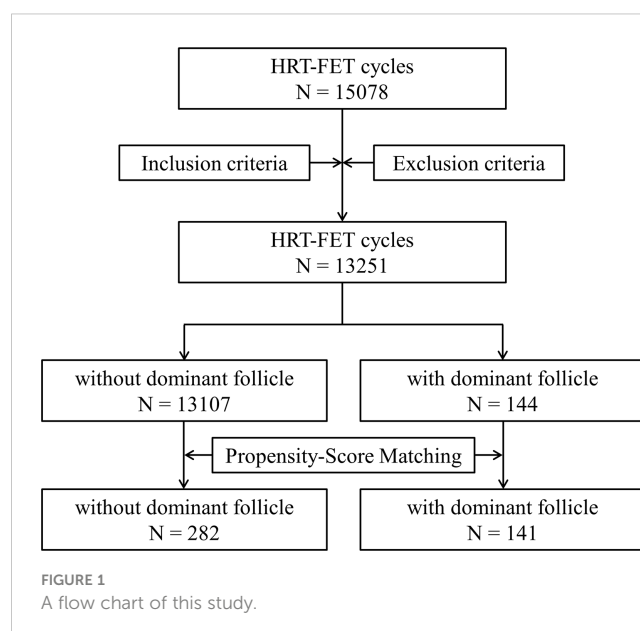 HRT-FET cycles
N = 15078
Inclusion criteria
Exclusion criteria
HRT-FET cycles
N = 13251
without dominant follicle
N = 13107
with dominant follicle
N = 144
Propensity-Score Matching
without dominant follicle
N = 282
with dominant follicle
N = 141
FIGURE 1
A flow chart of this study.